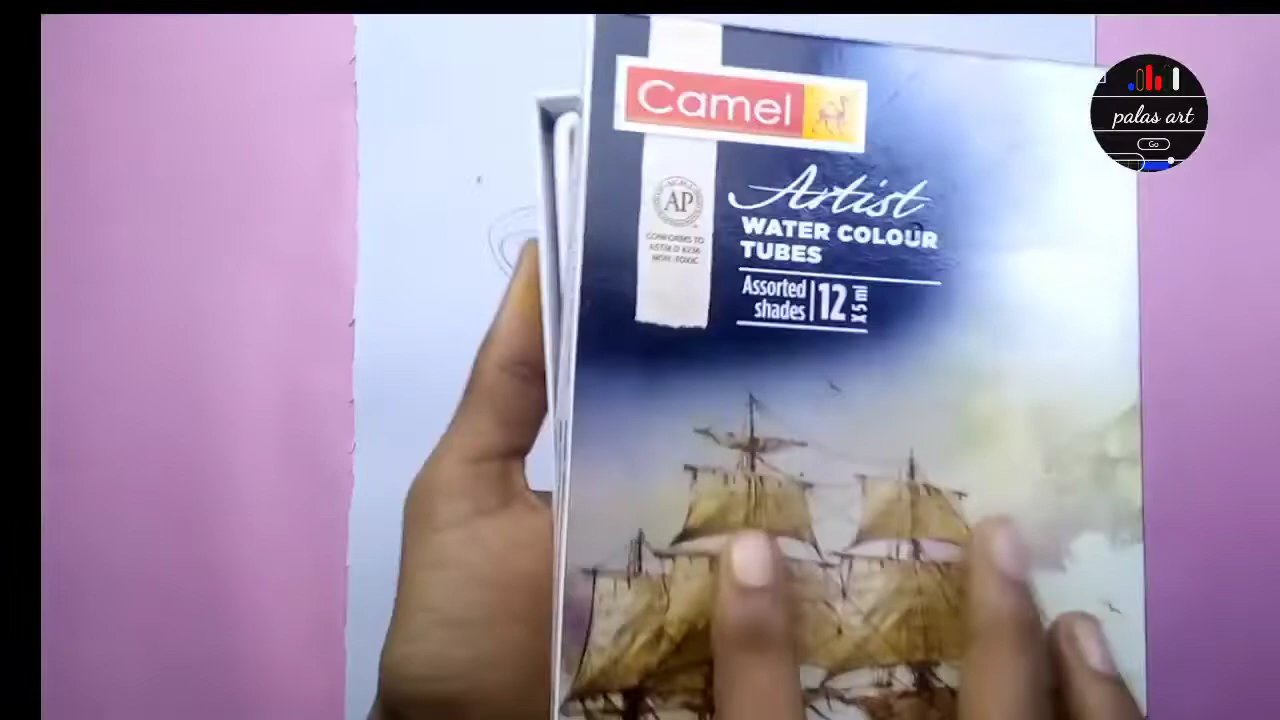 Camel
palas art
Go
Artist
WATER COLOUR
TUBES
AP
CONFORMS TO
ASTM D 4236
NON-TOXIC
Assorted
shades
12
X 5 ml